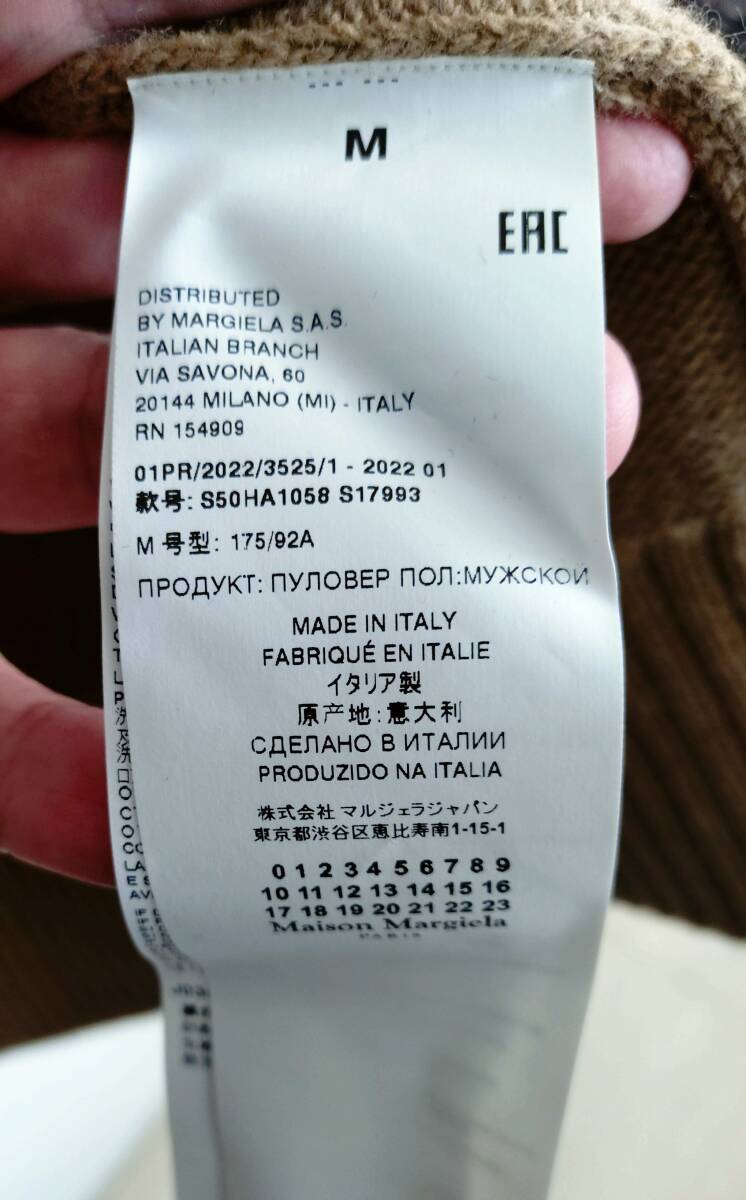 M
EAC
DISTRIBUTED
BY MARGIELA S.A.S.
ITALIAN BRANCH
VIA SAVONA, 60
20144 MILANO (MI) - ITALY
RN 154909
01PR/2022/3525/1 - 2022 01
款号: S50HA1058 S17993
M 号型: 175/92A
ПРОДУКТ: ПУЛОВЕР ПОЛ:МУЖСКОЙ
MADE IN ITALY
FABRIQUÉ EN ITALIE
イタリア製
原产地: 意大利
СДЕЛАНО В ИТАЛИИ
PRODUZIDO NA ITALIA
株式会社 マルジェラジャパン
東京都渋谷区恵比寿南1-15-1
0 1 2 3 4 5 6 7 8 9
10 11 12 13 14 15 16
17 18 19 20 21 22 23
Maison Margiela
PARIS